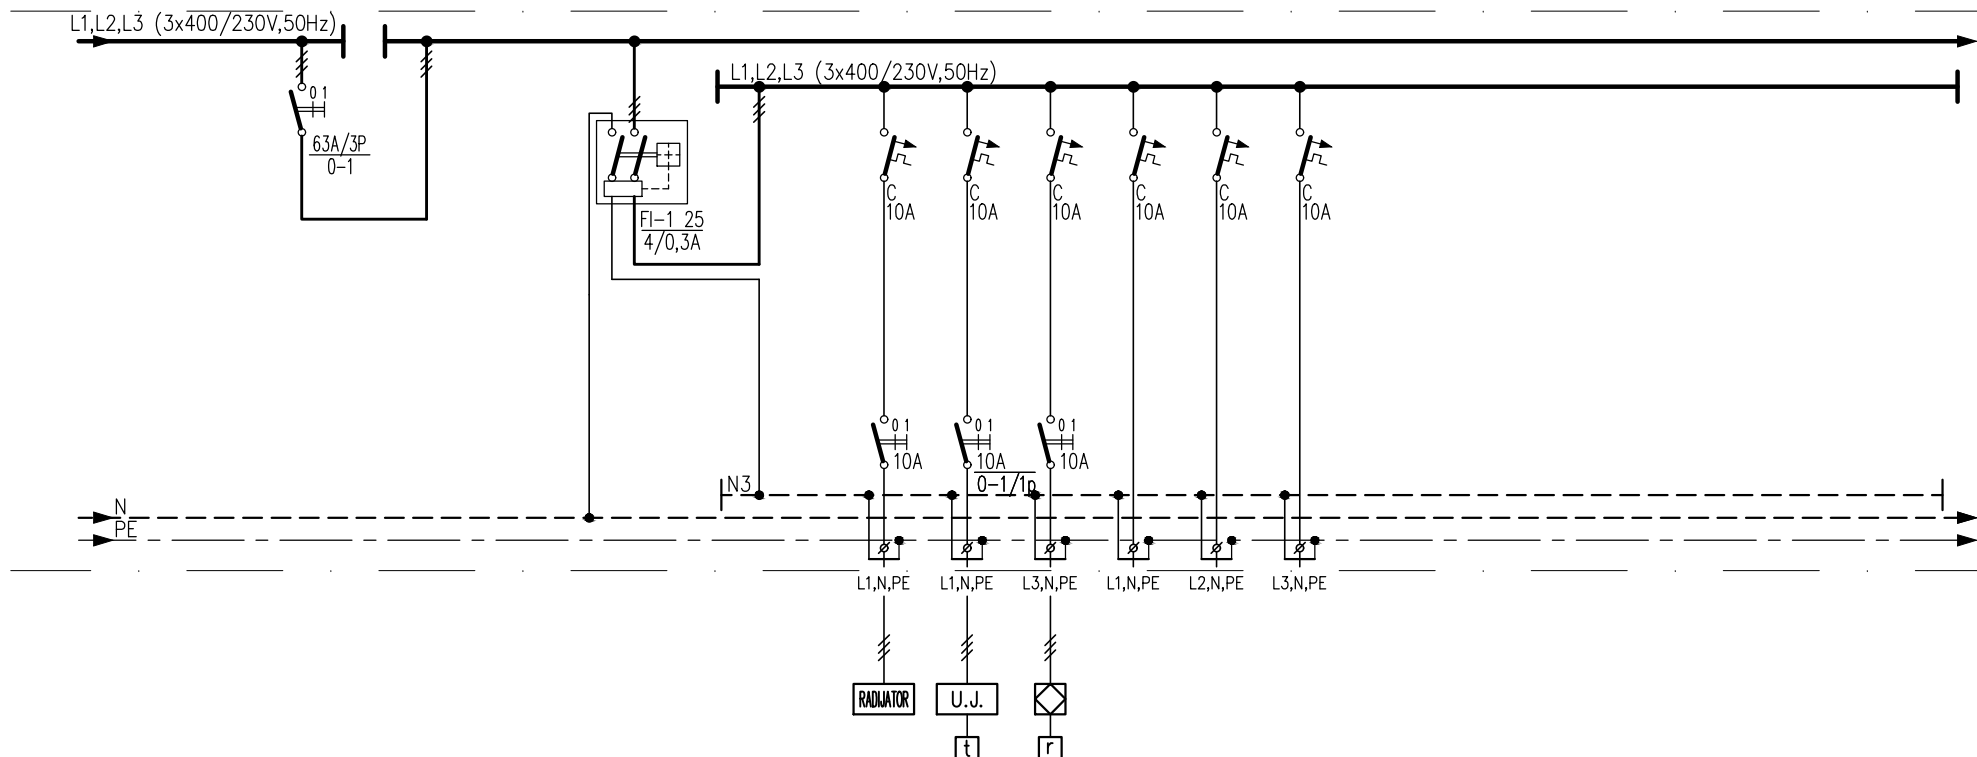 L1,L2,L3 (3x400/230V,50Hz)
L1,L2,L3 (3x400/230V,50Hz)
0 1
63A/3P
0-1
FI-1 25
4/0,3A
C
10A
C
10A
C
10A
C
10A
C
10A
C
10A
0 1
10A
0 1
10A
0-1/1p
0 1
10A
N3
N
PE
L1,N,PE
L1,N,PE
L3,N,PE
L1,N,PE
L2,N,PE
L3,N,PE
RADIJATOR
U.J.
t
r